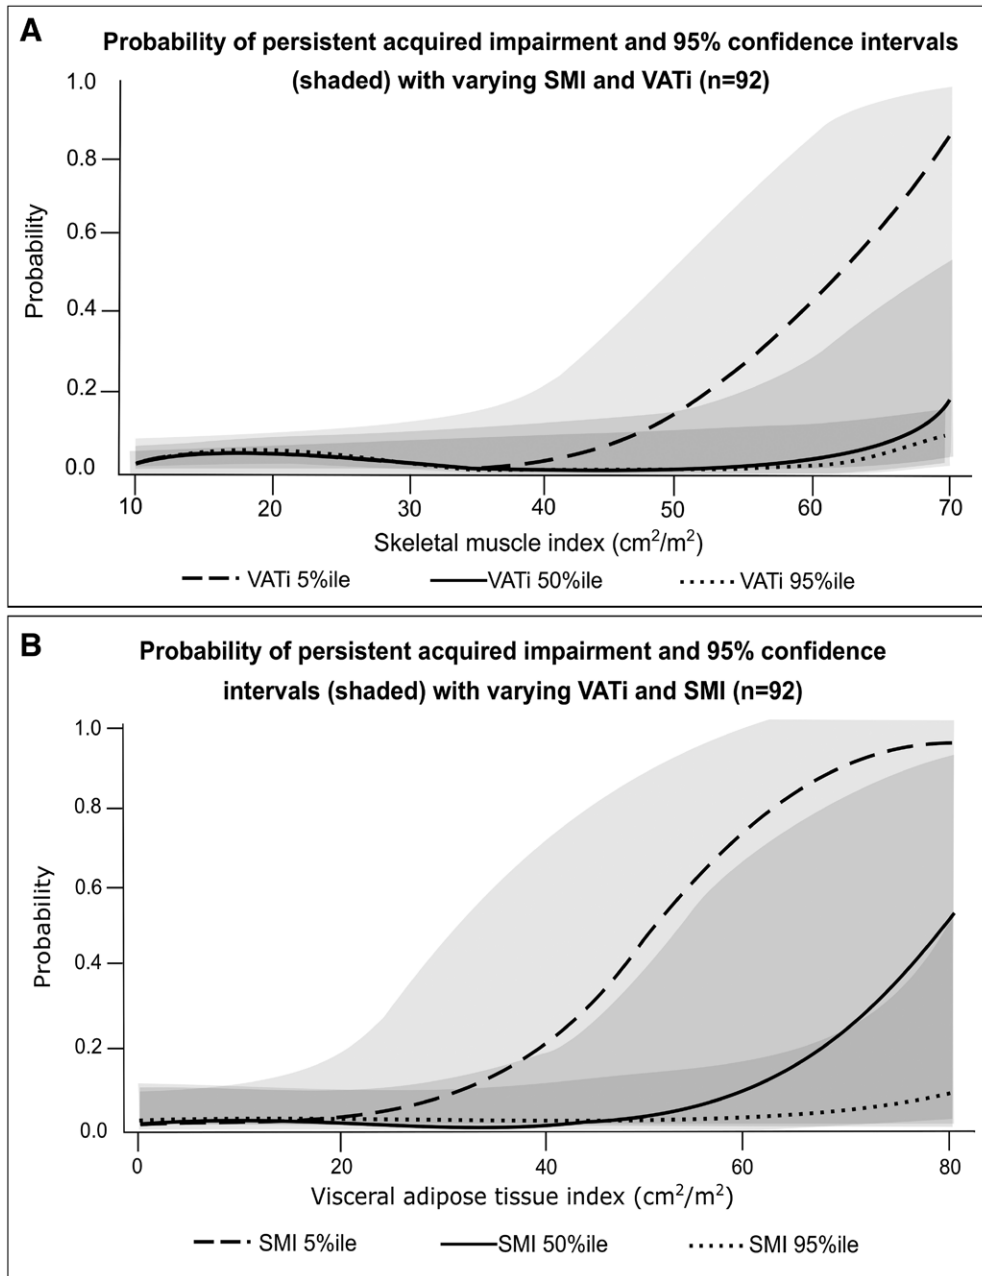 A
Probability of persistent acquired impairment and 95% confidence intervals
(shaded) with varying SMI and VATi (n=92)
1.0
0.8
0.6
0.4
0.2
0.0
Probability
10 20 30 40 50 60 70
Skeletal muscle index (cm²/m²)
VATi 5%ile VATi 50%ile VATi 95%ile
B
Probability of persistent acquired impairment and 95% confidence
intervals (shaded) with varying VATi and SMI (n=92)
1.0
0.8
0.6
0.4
0.2
0.0
Probability
0 20 40 60 80
Visceral adipose tissue index (cm²/m²)
SMI 5%ile SMI 50%ile SMI 95%ile